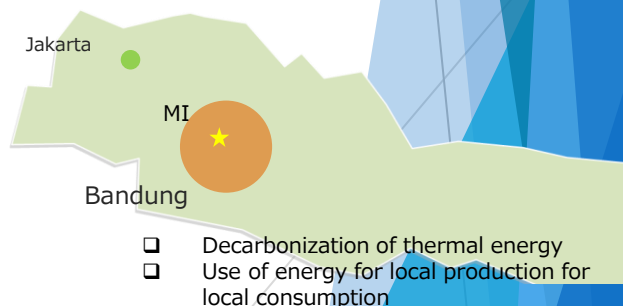 Jakarta
MI
Bandung
❑ Decarbonization of thermal energy
❑ Use of energy for local production for
local consumption